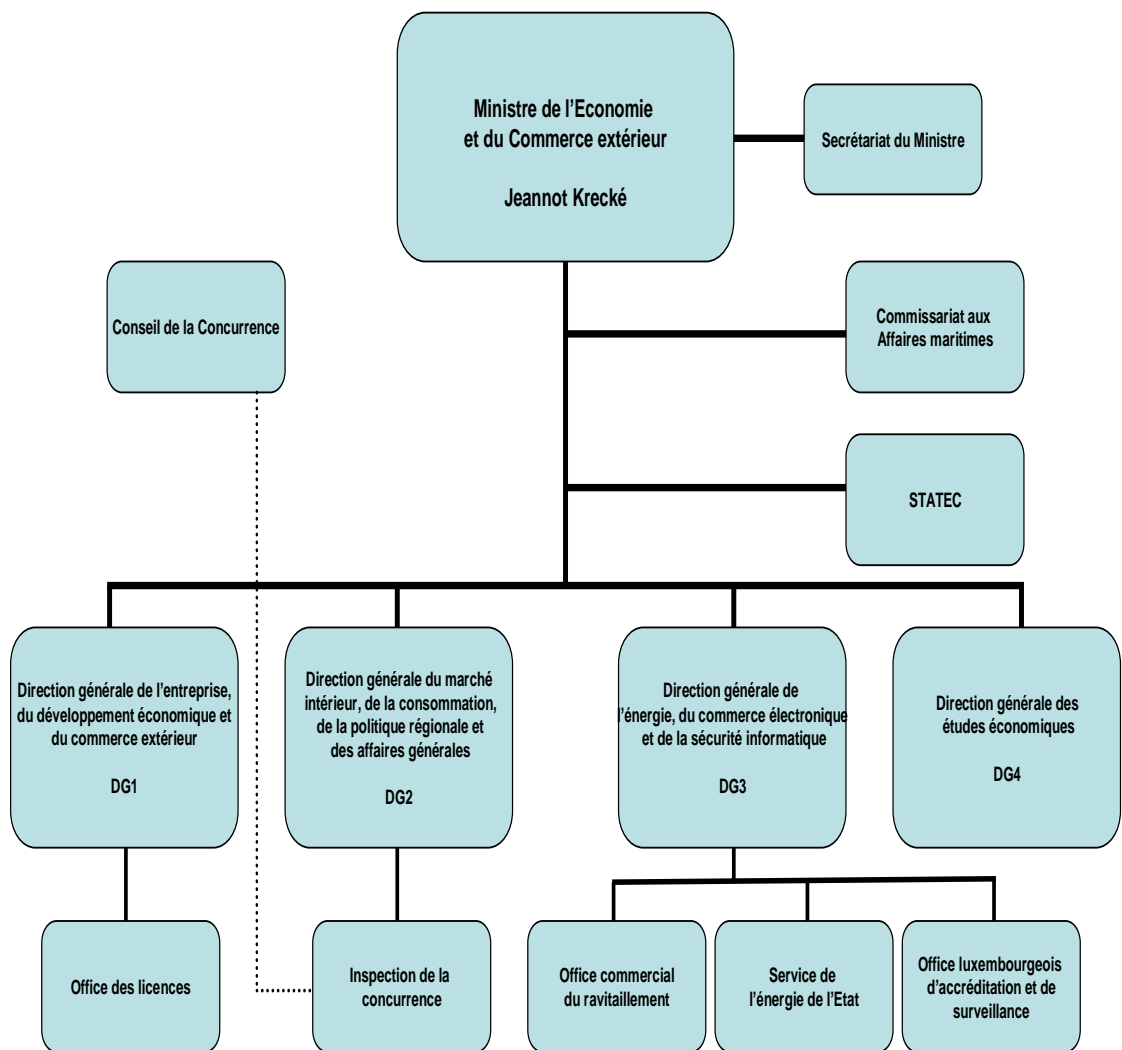 Ministre de l'Economie
et du Commerce extérieur
Jeannot Krecké
Secrétariat du Ministre
Conseil de la Concurrence
Commissariat aux
Affaires maritimes
STATEC
Direction générale de l'entreprise,
du développement économique et
du commerce extérieur
DG1
Direction générale du marché
intérieur, de la consommation,
de la politique régionale et
des affaires générales
DG2
Direction générale de
l'énergie, du commerce électronique
et de la sécurité informatique
DG3
Direction générale des
études économiques
DG4
Office des licences
Inspection de la
concurrence
Office commercial
du ravitaillement
Service de
l'énergie de l'Etat
Office luxembourgeois
d'accréditation et de
surveillance